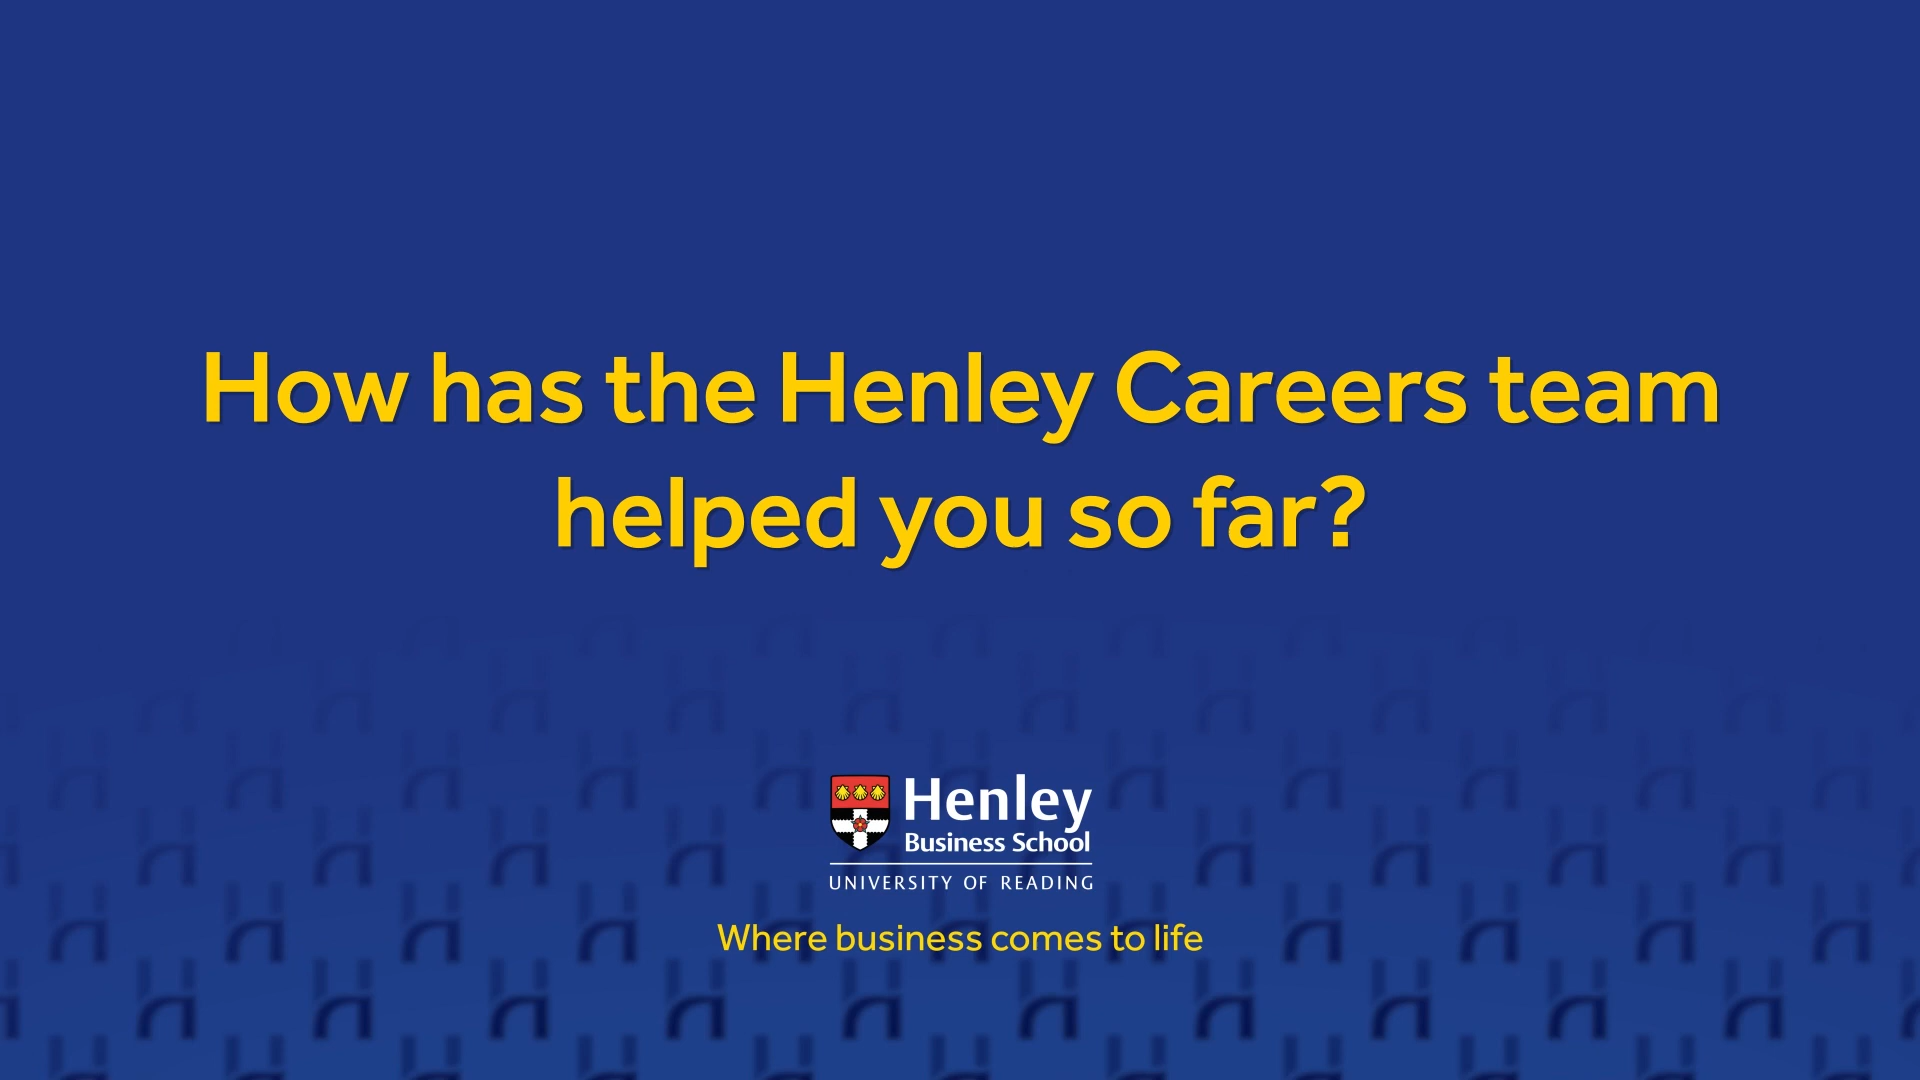 How has the Henley Careers team
helped you so far?
Henley
Business School
UNIVERSITY OF READING
Where business comes to life